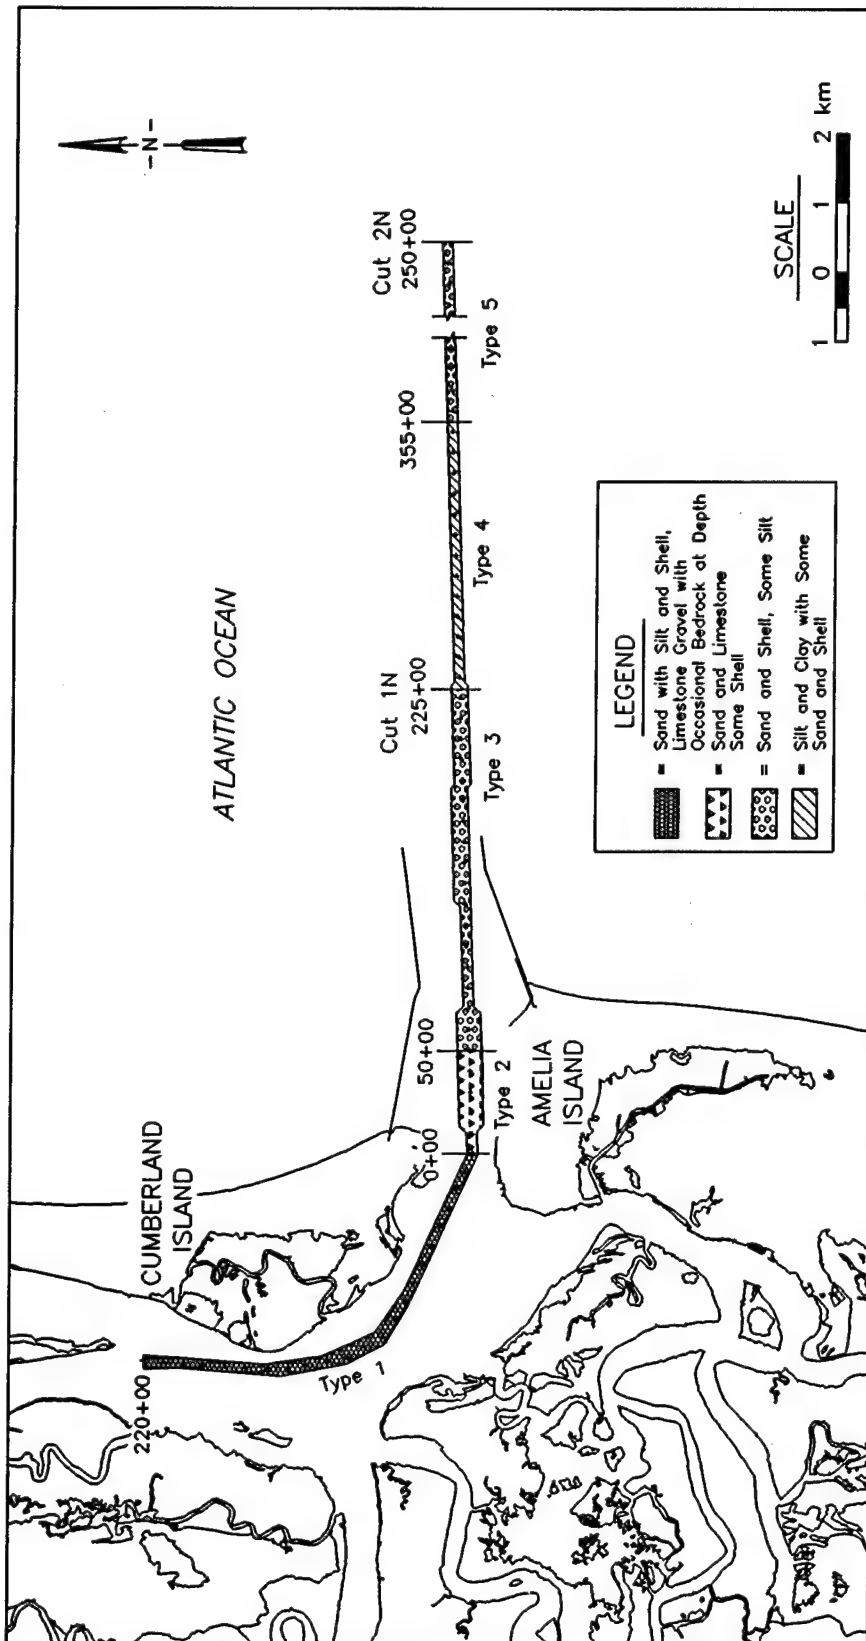 -N-
ATLANTIC OCEAN
CUMBERLAND
ISLAND
AMELIA
ISLAND
220+00
Type 1
0+00
Type 2
50+00
Type 3
Cut 1N
225+00
Type 4
355+00
Type 5
Cut 2N
250+00
LEGEND
= Sand with Silt and Shell,
Limestone Gravel with
Occasional Bedrock at Depth
= Sand and Limestone
Some Shell
= Sand and Shell, Some Silt
= Silt and Clay with Some
Sand and Shell
SCALE
1 0 1 2 km